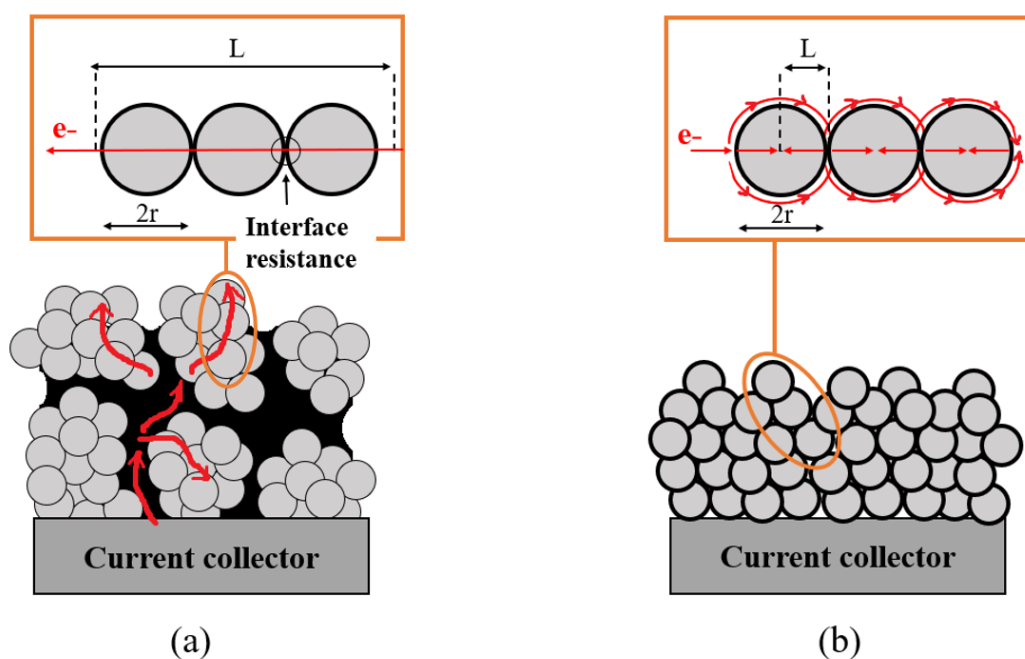 L
e-
2r
Interface
resistance
Current collector
(a)
L
e-
2r
Current collector
(b)